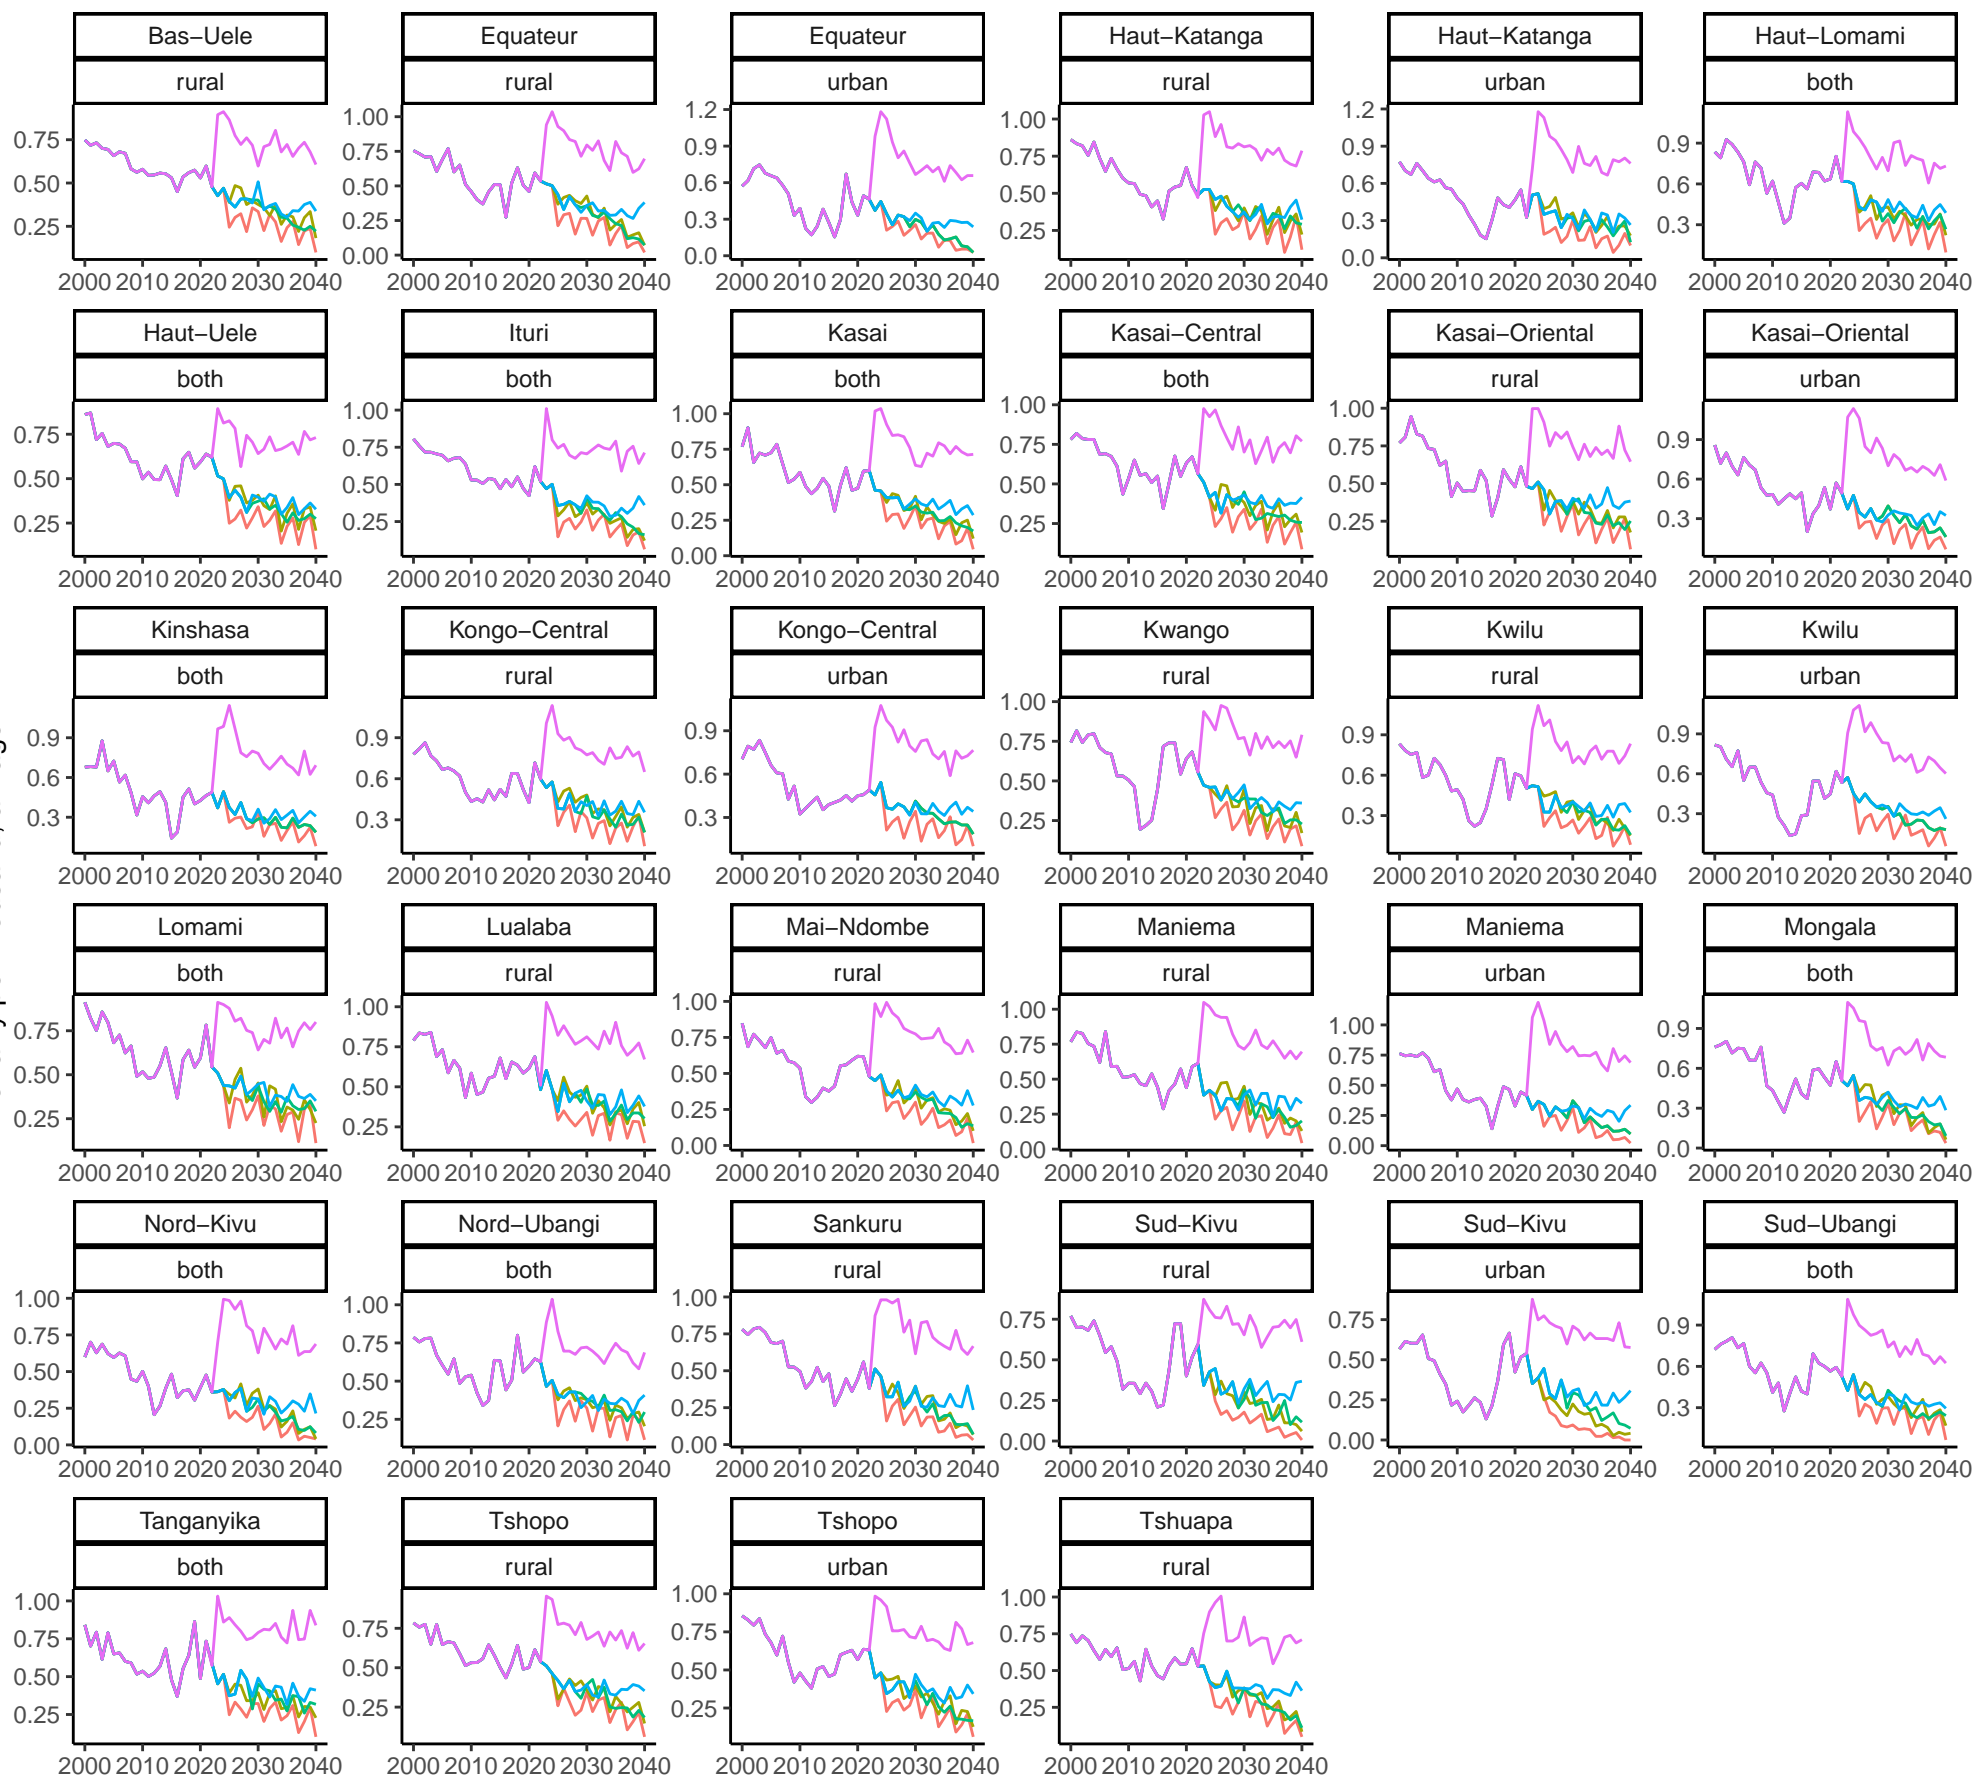 Bas−Uele Equateur Equateur Haut−Katanga Haut−Katanga Haut−Lomami
rural rural urban rural urban both
0.75 0.50 0.25
1.00 0.75 0.50 0.25 0.00
1.2 0.9 0.6 0.3 0.0
1.00 0.75 0.50 0.25
1.2 0.9 0.6 0.3 0.0
0.9 0.6 0.3
2000 2010 2020 2030 2040 2000 2010 2020 2030 2040 2000 2010 2020 2030 2040 2000 2010 2020 2030 2040 2000 2010 2020 2030 2040 2000 2010 2020 2030 2040
Haut−Uele Ituri Kasai Kasai−Central Kasai−Oriental Kasai−Oriental
both both both both rural urban
0.75 0.50 0.25
1.00 0.75 0.50 0.25
1.00 0.75 0.50 0.25 0.00
1.00 0.75 0.50 0.25
1.00 0.75 0.50 0.25
0.9 0.6 0.3
2000 2010 2020 2030 2040 2000 2010 2020 2030 2040 2000 2010 2020 2030 2040 2000 2010 2020 2030 2040 2000 2010 2020 2030 2040 2000 2010 2020 2030 2040
Kinshasa Kongo−Central Kongo−Central Kwango Kwilu Kwilu
both rural urban rural rural urban
0.9 0.6 0.3
0.9 0.6 0.3
0.9 0.6 0.3
1.00 0.75 0.50 0.25
0.9 0.6 0.3
0.9 0.6 0.3
2000 2010 2020 2030 2040 2000 2010 2020 2030 2040 2000 2010 2020 2030 2040 2000 2010 2020 2030 2040 2000 2010 2020 2030 2040 2000 2010 2020 2030 2040
Lomami Lualaba Mai−Ndombe Maniema Maniema Mongala
both rural rural rural urban both
0.75 0.50 0.25
1.00 0.75 0.50 0.25
1.00 0.75 0.50 0.25 0.00
1.00 0.75 0.50 0.25 0.00
1.00 0.75 0.50 0.25 0.00
0.9 0.6 0.3 0.0
2000 2010 2020 2030 2040 2000 2010 2020 2030 2040 2000 2010 2020 2030 2040 2000 2010 2020 2030 2040 2000 2010 2020 2030 2040 2000 2010 2020 2030 2040
Nord−Kivu Nord−Ubangi Sankuru Sud−Kivu Sud−Kivu Sud−Ubangi
both both rural rural urban both
1.00 0.75 0.50 0.25 0.00
1.00 0.75 0.50 0.25
1.00 0.75 0.50 0.25 0.00
0.75 0.50 0.25 0.00
0.75 0.50 0.25 0.00
0.9 0.6 0.3
2000 2010 2020 2030 2040 2000 2010 2020 2030 2040 2000 2010 2020 2030 2040 2000 2010 2020 2030 2040 2000 2010 2020 2030 2040 2000 2010 2020 2030 2040
Tanganyika Tshopo Tshopo Tshuapa
both rural urban rural
1.00 0.75 0.50 0.25
0.75 0.50 0.25
1.00 0.75 0.50 0.25 0.00
1.00 0.75 0.50 0.25
2000 2010 2020 2030 2040 2000 2010 2020 2030 2040 2000 2010 2020 2030 2040 2000 2010 2020 2030 2040